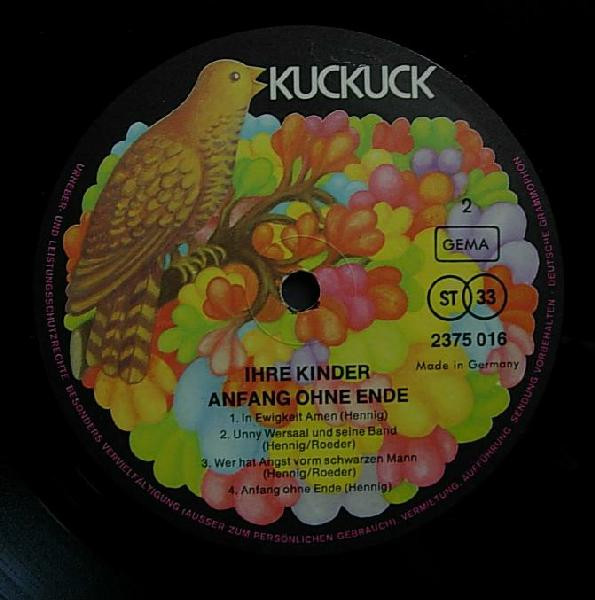 KUCKUCK
2
GEMA
ST 33
2375 016
Made in Germany
IHRE KINDER
ANFANG OHNE ENDE
1. In Ewigkeit Amen (Hennig)
2. Unny Wersaal und seine Band
(Hennig/Roeder)
3. Wer hat Angst vorm schwarzen Mann
(Hennig/Roeder)
4. Anfang ohne Ende (Hennig)
URHEBER- UND LEISTUNGSSCHUTZRECHTE BESONDERS VERVIELFÄLTIGUNG (AUSSER ZUM PERSÖNLICHEN GEBRAUCH), VERMIETUNG, AUFFÜHRUNG, SENDUNG VORBEHALTEN · DEUTSCHE GRAMMOPHON